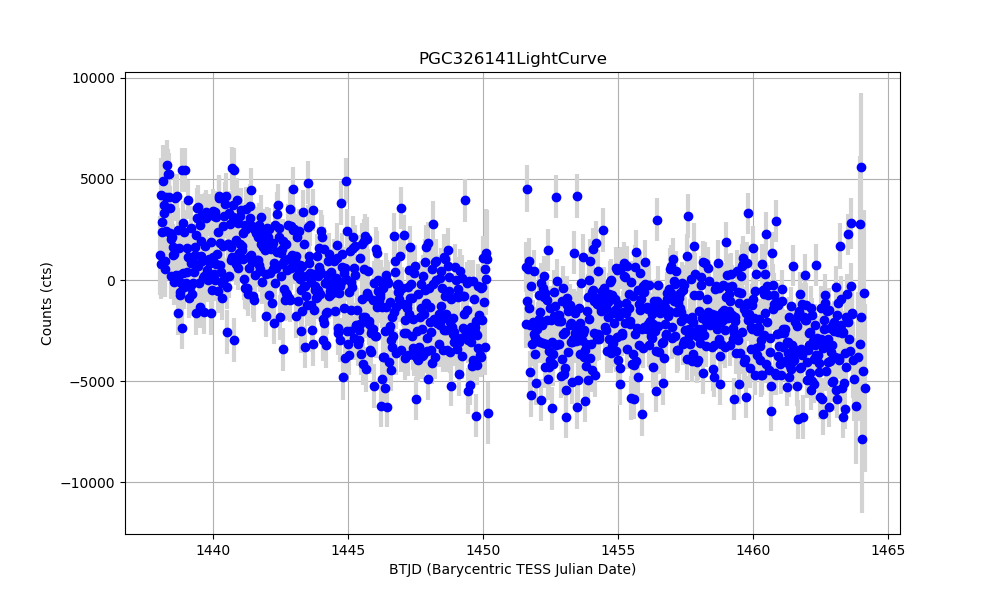 PGC326141LightCurve
10000
5000
0
−5000
−10000
Counts (cts)
1440 1445 1450 1455 1460 1465
BTJD (Barycentric TESS Julian Date)